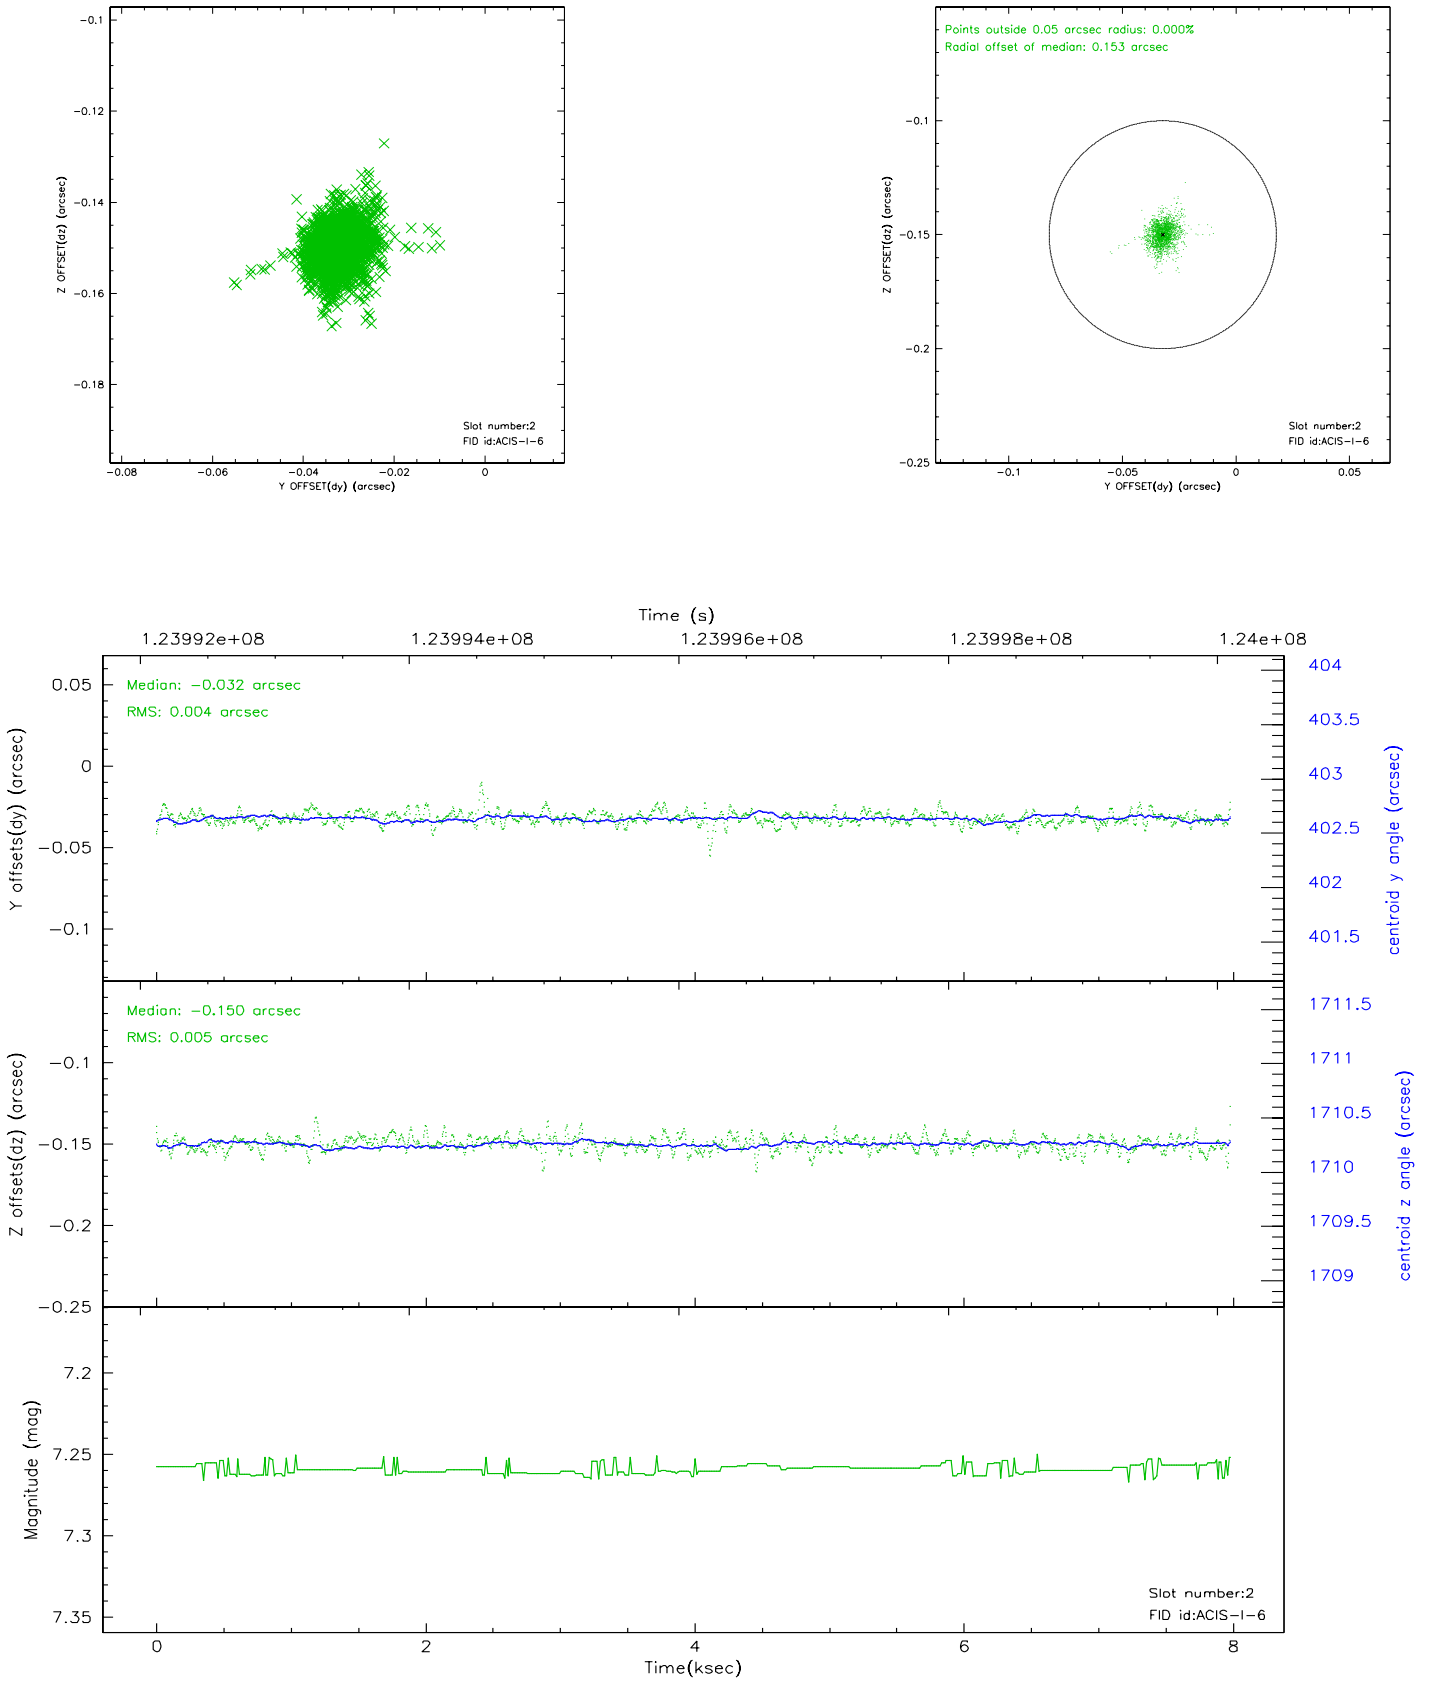 -0.1
-0.12
-0.14
-0.16
-0.18
Z OFFSET(dz) (arcsec)
Slot number:2
FID id:ACIS-I-6
-0.08 -0.06 -0.04 -0.02 0
Y OFFSET(dy) (arcsec)
Points outside 0.05 arcsec radius: 0.000%
Radial offset of median: 0.153 arcsec
-0.1
-0.15
-0.2
-0.25
Z OFFSET(dz) (arcsec)
Slot number:2
FID id:ACIS-I-6
-0.1 -0.05 0 0.05
Y OFFSET(dy) (arcsec)
Time (s)
1.23992e+08 1.23994e+08 1.23996e+08 1.23998e+08 1.24e+08
Median: -0.032 arcsec
RMS: 0.004 arcsec
0.05
0
-0.05
-0.1
Y offsets(dy) (arcsec)
404
403.5
403
402.5
402
401.5
centroid y angle (arcsec)
Median: -0.150 arcsec
RMS: 0.005 arcsec
-0.1
-0.15
-0.2
-0.25
Z offsets(dz) (arcsec)
1711.5
1711
1710.5
1710
1709.5
1709
centroid z angle (arcsec)
7.2
7.25
7.3
7.35
Magnitude (mag)
Slot number:2
FID id:ACIS-I-6
0 2 4 6 8
Time(ksec)